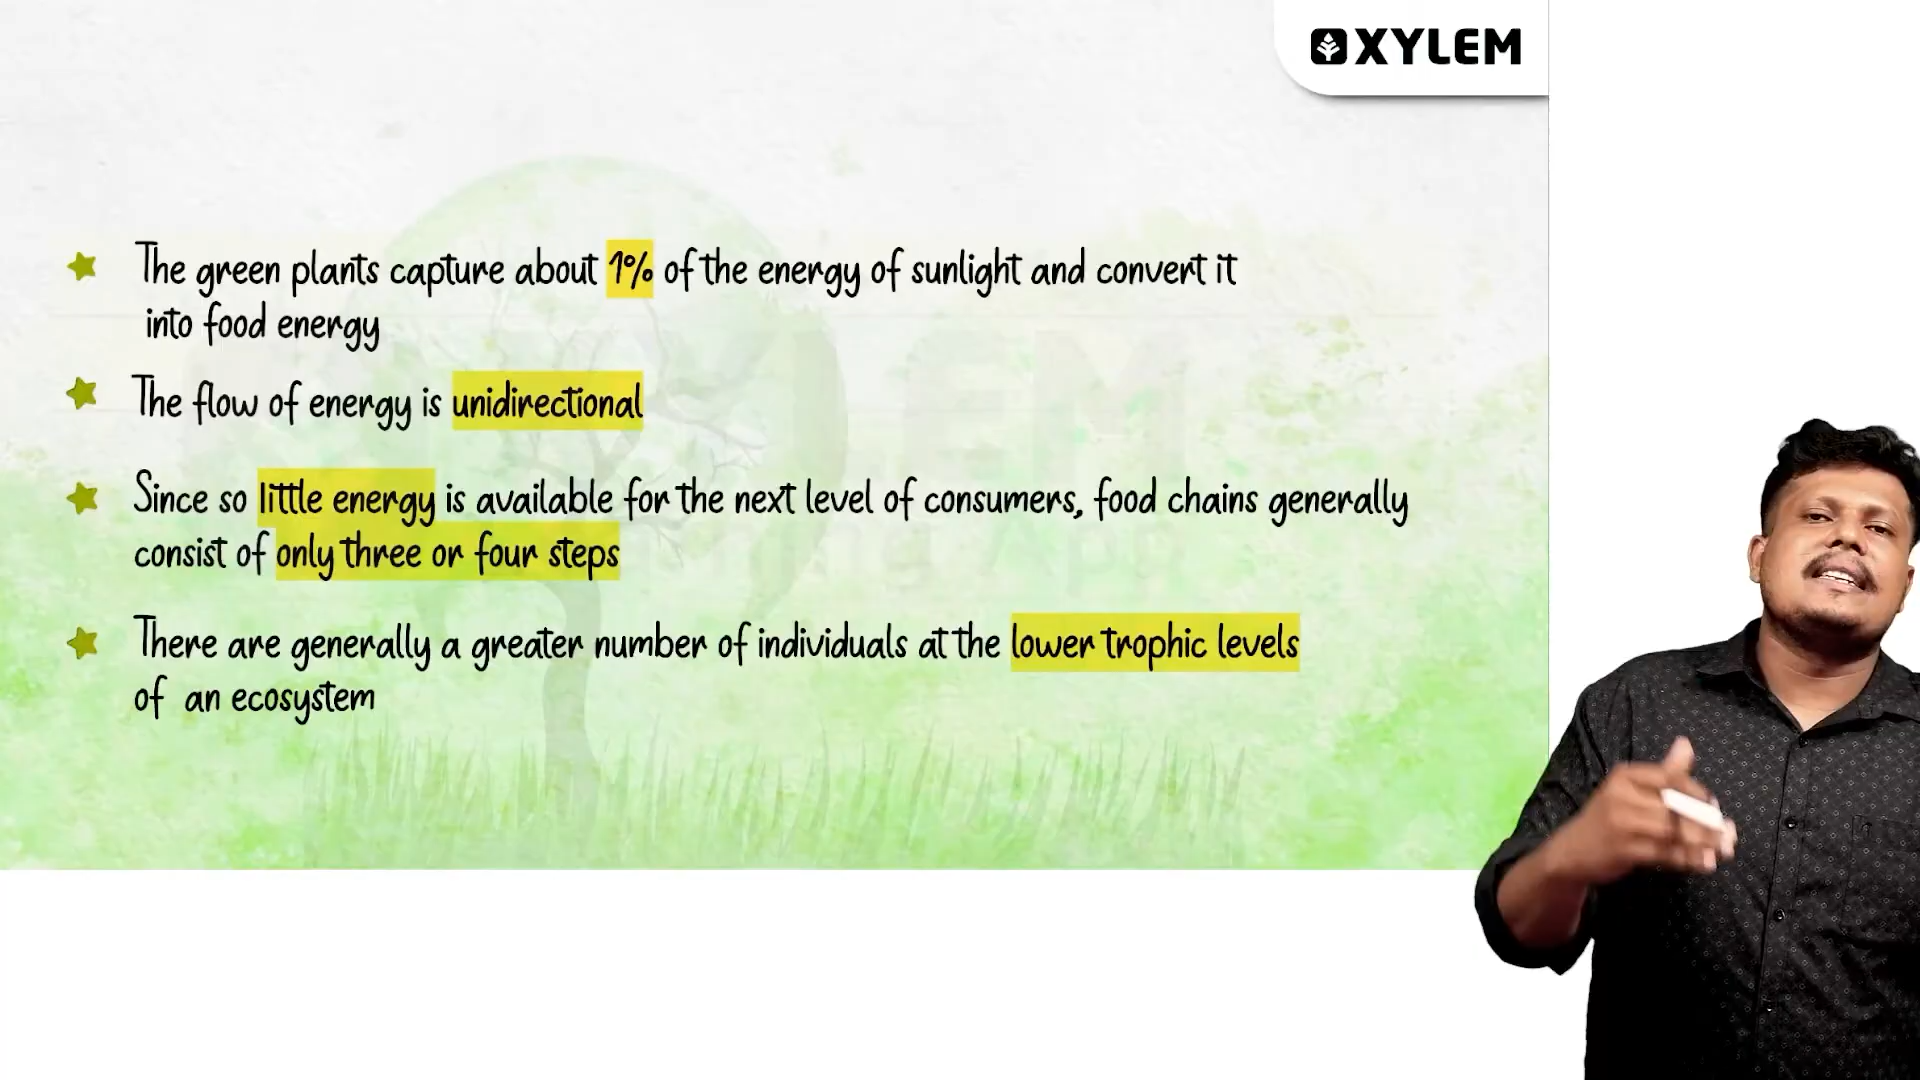 XYLEM
The green plants capture about 1% of the energy of sunlight and convert it
into food energy
The flow of energy is unidirectional
Since so little energy is available for the next level of consumers, food chains generally
consist of only three or four steps
There are generally a greater number of individuals at the lower trophic levels
of an ecosystem